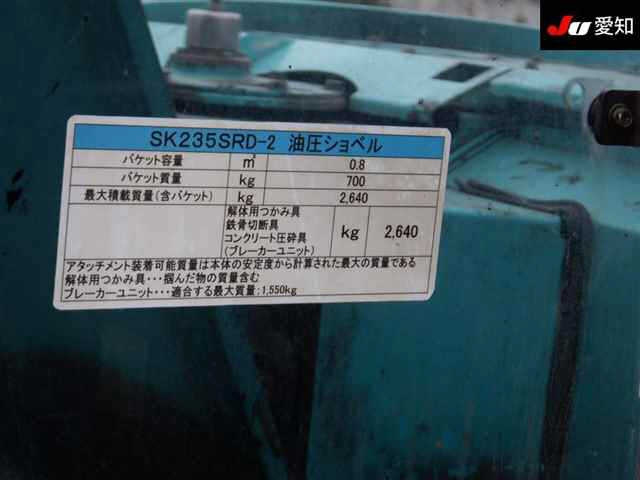 JU 愛知
SK235SRD-2 油圧ショベル
バケット容量 ㎥ 0.8
バケット質量 kg 700
最大積載質量(含バケット) kg 2,640
解体用つかみ具
鉄骨切断具
コンクリート圧砕具
(ブレーカーユニット)
kg 2,640
アタッチメント装着可能質量は本体の安定度から計算された最大の質量である
解体用つかみ具・・・掴んだ物の質量含む
ブレーカーユニット・・・適合する最大質量;1,550kg